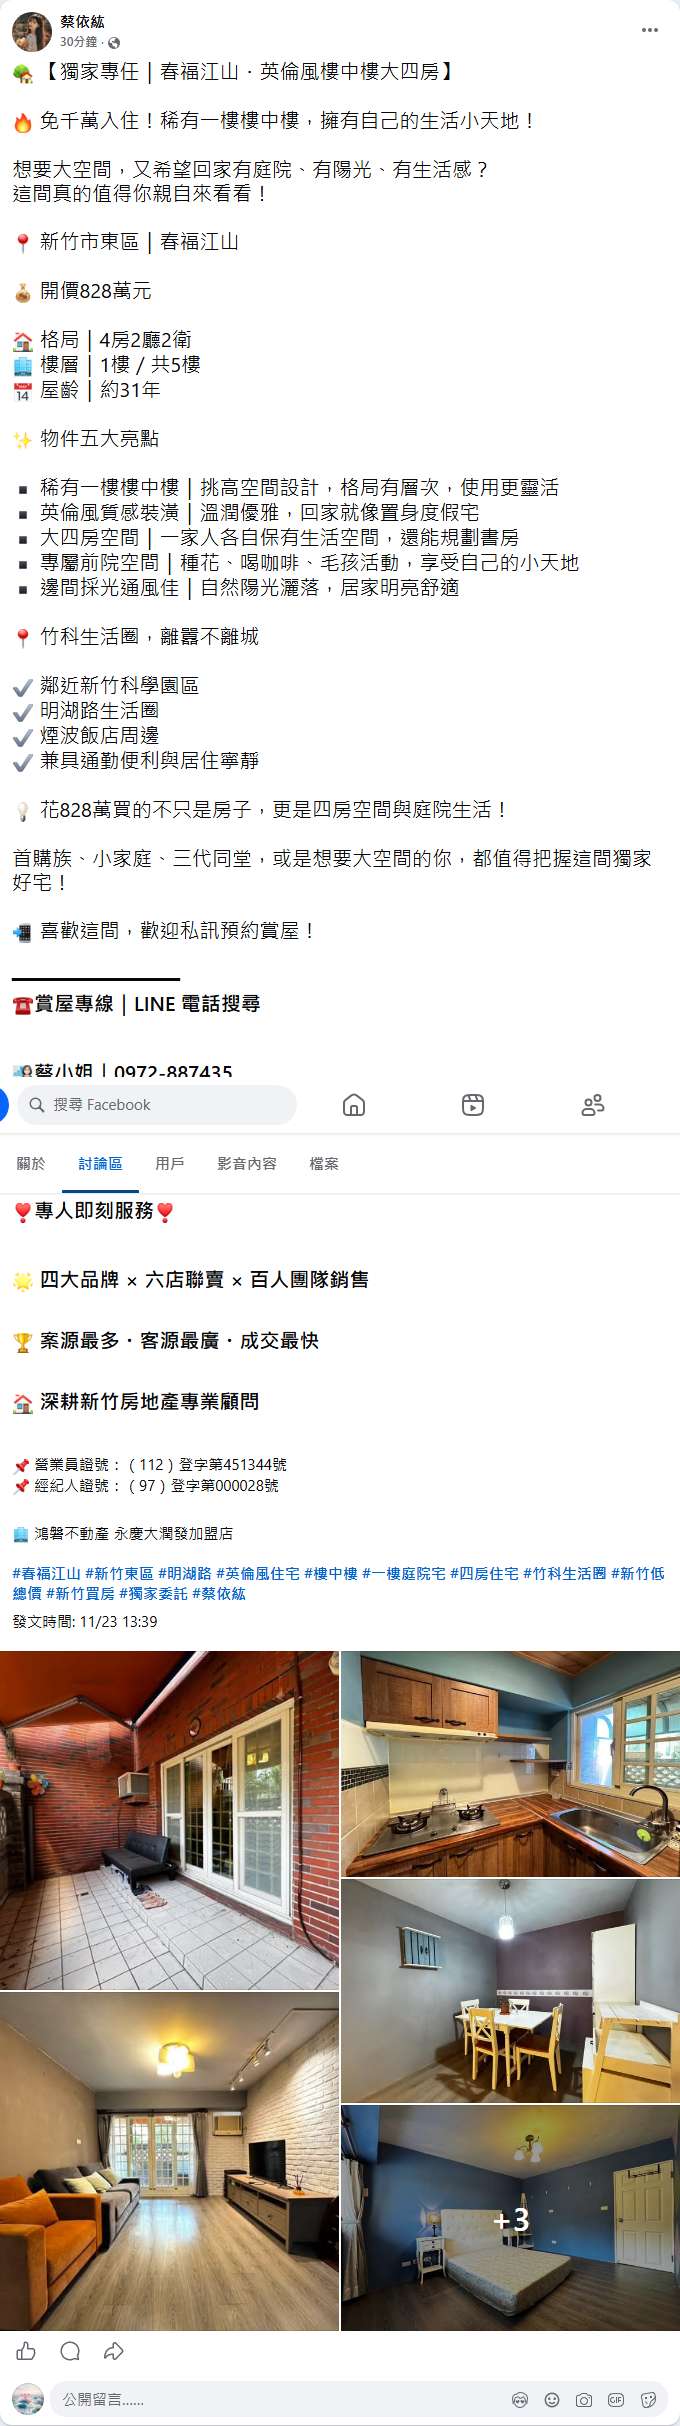 蔡依紘
30分鐘 ·
【獨家專任｜春福江山．英倫風樓中樓大四房】
免千萬入住！稀有一樓樓中樓，擁有自己的生活小天地！
想要大空間，又希望回家有庭院、有陽光、有生活感？
這間真的值得你親自來看看！
新竹市東區｜春福江山
開價828萬元
格局｜4房2廳2衛
樓層｜1樓 / 共5樓
屋齡｜約31年
物件五大亮點
▪️ 稀有一樓樓中樓｜挑高空間設計，格局有層次，使用更靈活
▪️ 英倫風質感裝潢｜溫潤優雅，回家就像置身度假宅
▪️ 大四房空間｜一家人各自保有生活空間，還能規劃書房
▪️ 專屬前院空間｜種花、喝咖啡、毛孩活動，享受自己的小天地
▪️ 邊間採光通風佳｜自然陽光灑落，居家明亮舒適
竹科生活圈，離囂不離城
✔️ 鄰近新竹科學園區
✔️ 明湖路生活圈
✔️ 煙波飯店周邊
✔️ 兼具通勤便利與居住寧靜
花828萬買的不只是房子，更是四房空間與庭院生活！
首購族、小家庭、三代同堂，或是想要大空間的你，都值得把握這間獨家
好宅！
喜歡這間，歡迎私訊預約賞屋！
賞屋專線｜LINE 電話搜尋
蔡小姐｜0972-887435
搜尋 Facebook
關於 討論區 用戶 影音內容 檔案
專人即刻服務
四大品牌 × 六店聯賣 × 百人團隊銷售
案源最多．客源最廣．成交最快
深耕新竹房地產專業顧問
營業員證號：（112）登字第451344號
經紀人證號：（97）登字第000028號
鴻磐不動產 永慶大潤發加盟店
#春福江山 #新竹東區 #明湖路 #英倫風住宅 #樓中樓 #一樓庭院宅 #四房住宅 #竹科生活圈 #新竹低
總價 #新竹買房 #獨家委託 #蔡依紘
發文時間: 11/23 13:39
+3
公開留言......
GIF